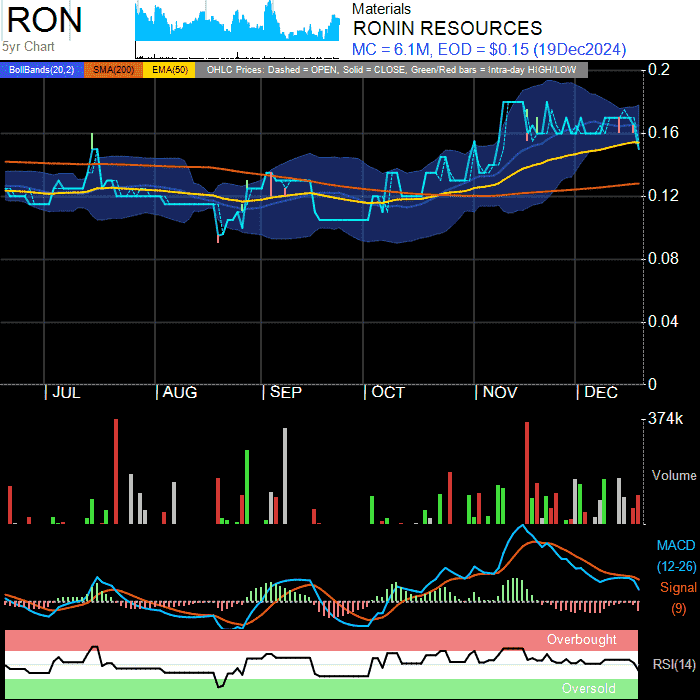 RON
5yr Chart
Materials
RONIN RESOURCES
MC = 6.1M, EOD = $0.15 (19Dec2024)
BollBands(20,2) SMA(200) EMA(50) OHLC Prices: Dashed = OPEN, Solid = CLOSE, Green/Red bars = Intra-day HIGH/LOW
0.2
0.16
0.12
0.08
0.04
0
JUL AUG SEP OCT NOV DEC
374k
Volume
MACD
(12-26)
Signal
(9)
Overbought
RSI(14)
Oversold